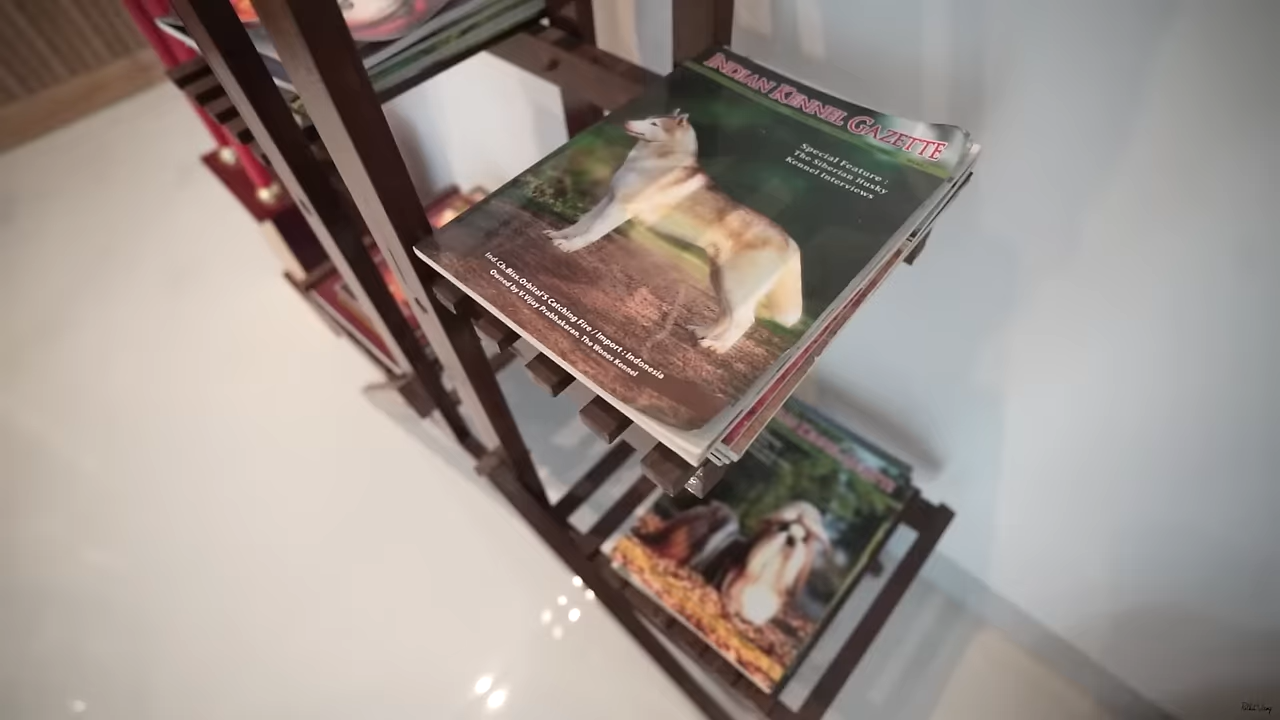 INDIAN KENNEL GAZETTE
Special Feature :
The Siberian Husky
Kennel Interviews
Ind.Ch.Biss.Orbital'S Catching Fire / Import : Indonesia
Owned by V.Vijay Prabhakaran, The Wones Kennel